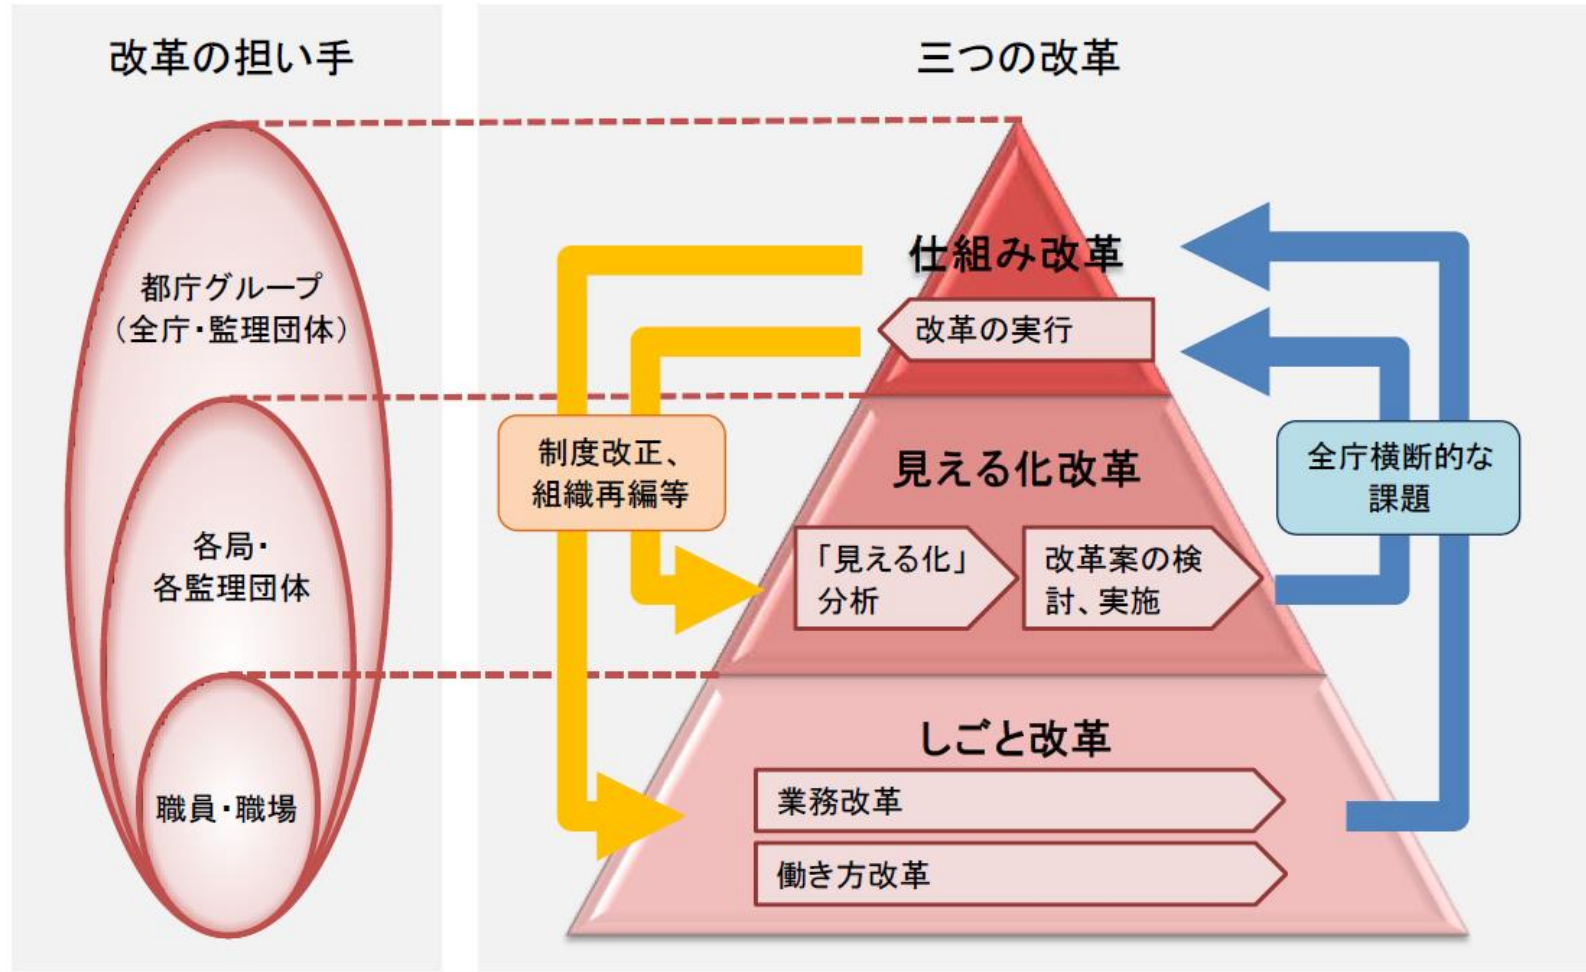 改革の担い手
都庁グループ
（全庁・監理団体）
各局・
各監理団体
職員・職場
三つの改革
仕組み改革
改革の実行
制度改正、
組織再編等
見える化改革
「見える化」
分析
改革案の検
討、実施
全庁横断的な
課題
しごと改革
業務改革
働き方改革